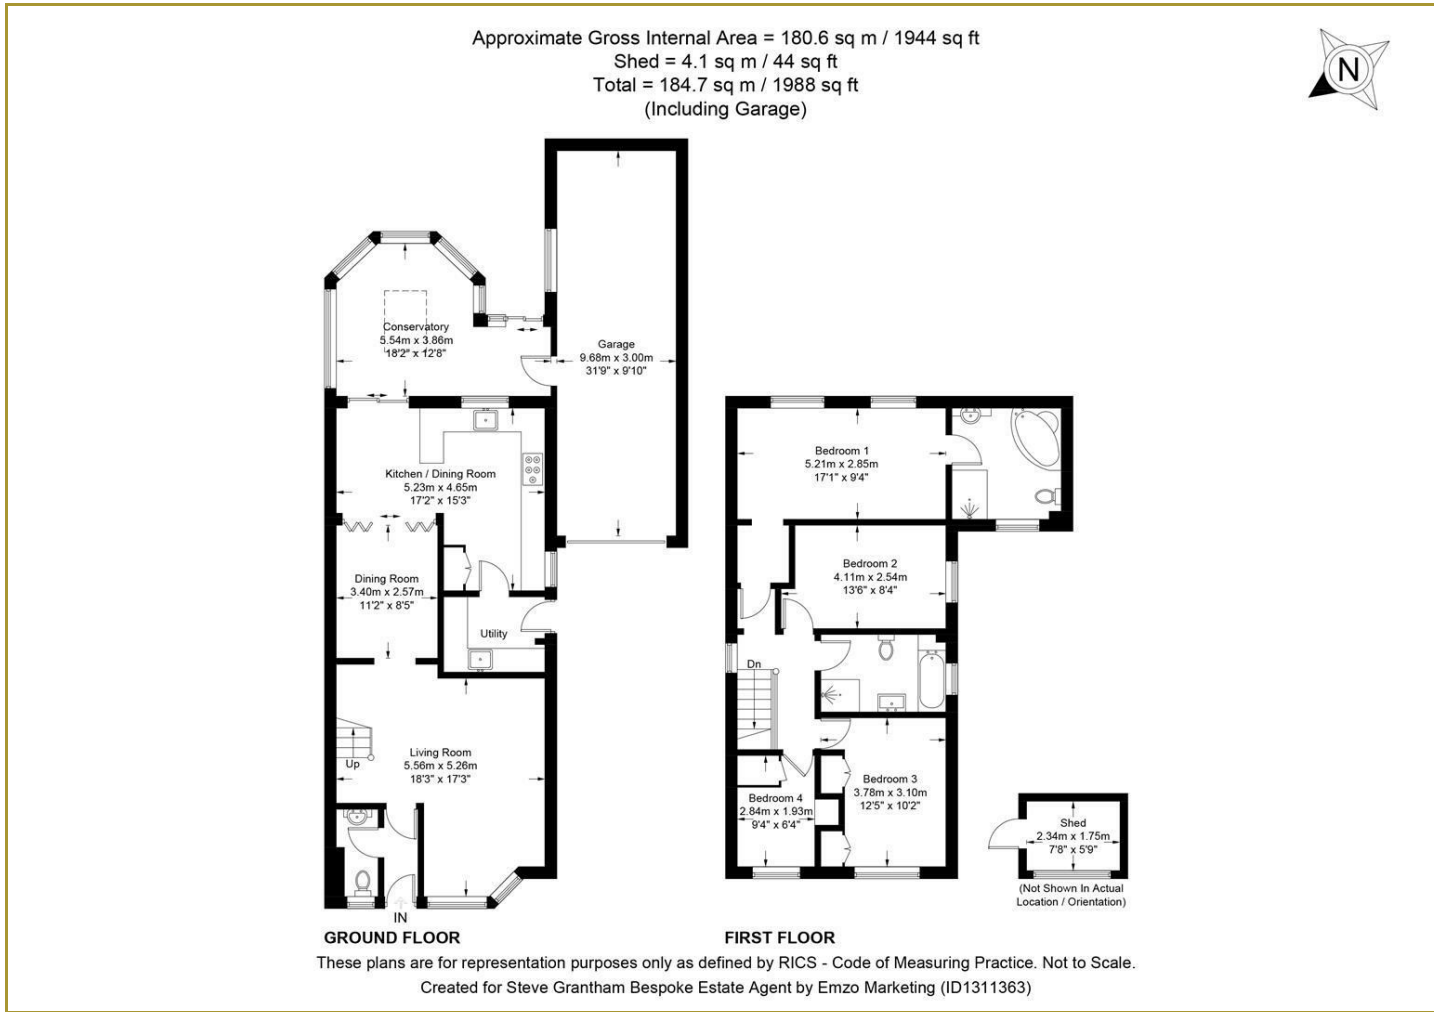 Approximate Gross Internal Area = 180.6 sq m / 1944 sq ft
Shed = 4.1 sq m / 44 sq ft
Total = 184.7 sq m / 1988 sq ft
(Including Garage)
N
Conservatory
5.54m x 3.86m
18'2" x 12'8"
Garage
9.68m x 3.00m
31'9" x 9'10"
Kitchen / Dining Room
5.23m x 4.65m
17'2" x 15'3"
Dining Room
3.40m x 2.57m
11'2" x 8'5"
Utility
Living Room
5.56m x 5.26m
18'3" x 17'3"
Up
IN
GROUND FLOOR
Bedroom 1
5.21m x 2.85m
17'1" x 9'4"
Bedroom 2
4.11m x 2.54m
13'6" x 8'4"
Dn
Bedroom 3
3.78m x 3.10m
12'5" x 10'2"
Bedroom 4
2.84m x 1.93m
9'4" x 6'4"
FIRST FLOOR
Shed
2.34m x 1.75m
7'8" x 5'9"
(Not Shown In Actual
Location / Orientation)
These plans are for representation purposes only as defined by RICS - Code of Measuring Practice. Not to Scale.
Created for Steve Grantham Bespoke Estate Agent by Emzo Marketing (ID1311363)